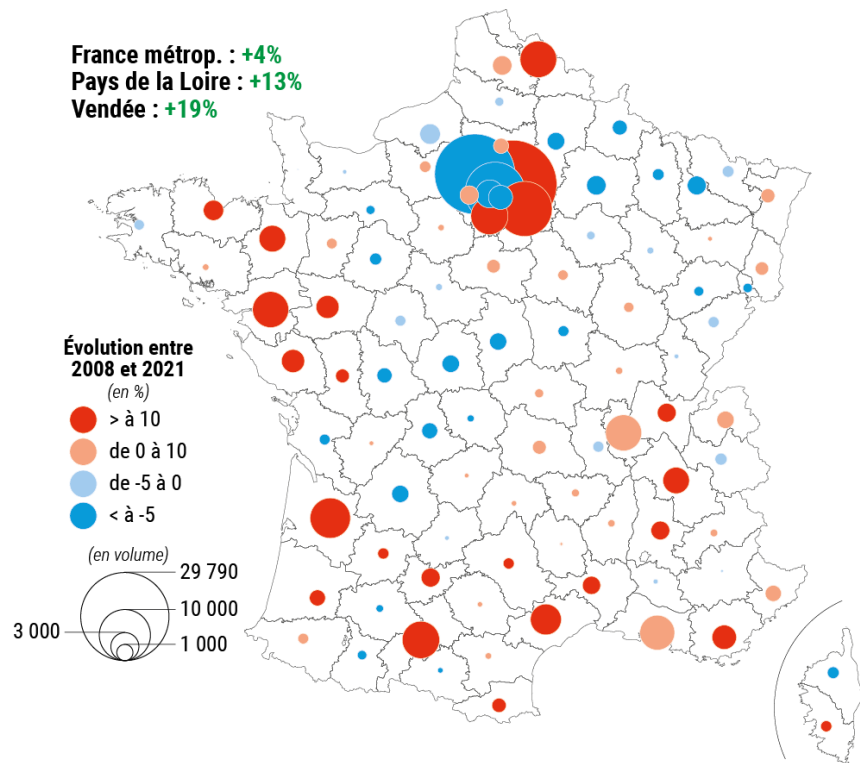 France métrop. : +4%
Pays de la Loire : +13%
Vendée : +19%
Évolution entre
2008 et 2021
(en %)
> à 10
de 0 à 10
de -5 à 0
< à -5
(en volume)
29 790
10 000
3 000
1 000